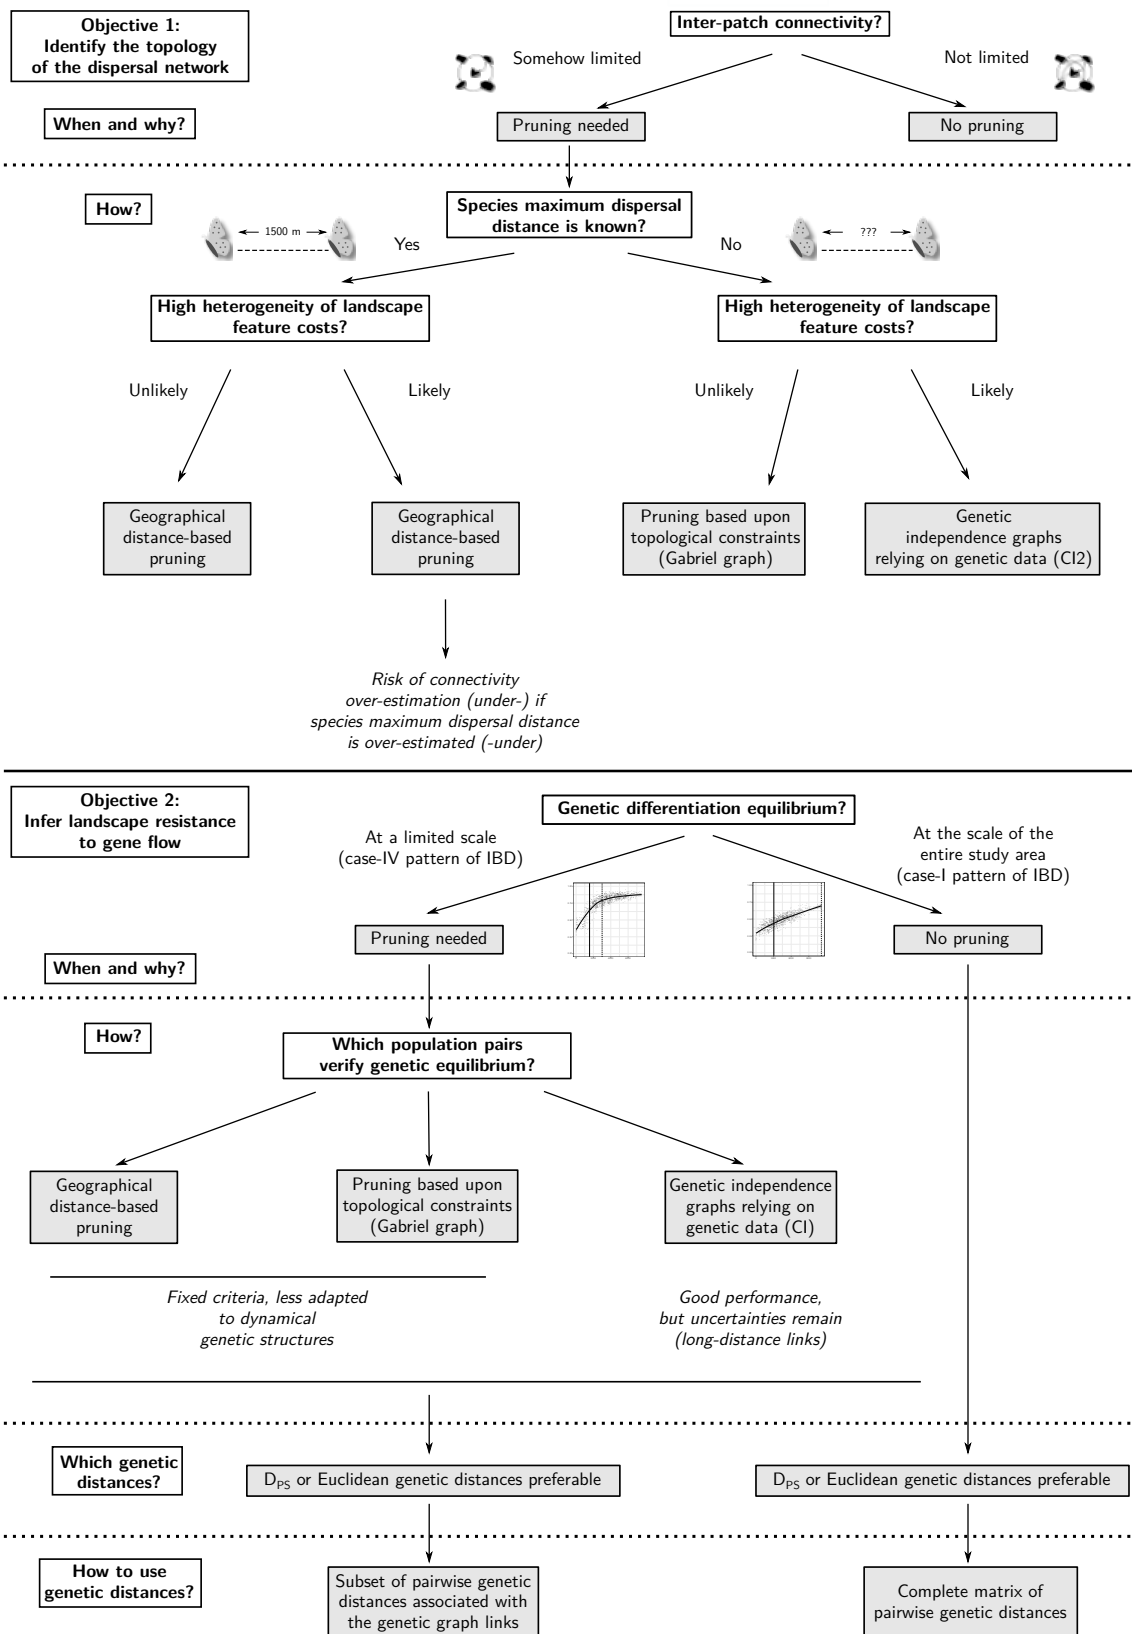 Objective 1:
Identify the topology
of the dispersal network
Inter-patch connectivity?
Somehow limited
Not limited
When and why?
Pruning needed
No pruning
How?
Species maximum dispersal
distance is known?
1500 m
Yes
No
???
High heterogeneity of landscape
feature costs?
High heterogeneity of landscape
feature costs?
Unlikely
Likely
Unlikely
Likely
Geographical
distance-based
pruning
Geographical
distance-based
pruning
Pruning based upon
topological constraints
(Gabriel graph)
Genetic
independence graphs
relying on genetic data (CI2)
Risk of connectivity
over-estimation (under-) if
species maximum dispersal distance
is over-estimated (-under)
Objective 2:
Infer landscape resistance
to gene flow
Genetic differentiation equilibrium?
At a limited scale
(case-IV pattern of IBD)
At the scale of the
entire study area
(case-I pattern of IBD)
Pruning needed
No pruning
When and why?
How?
Which population pairs
verify genetic equilibrium?
Geographical
distance-based
pruning
Pruning based upon
topological constraints
(Gabriel graph)
Genetic independence
graphs relying on
genetic data (CI)
Fixed criteria, less adapted
to dynamical
genetic structures
Good performance,
but uncertainties remain
(long-distance links)
Which genetic
distances?
DPS or Euclidean genetic distances preferable
DPS or Euclidean genetic distances preferable
How to use
genetic distances?
Subset of pairwise genetic
distances associated with
the genetic graph links
Complete matrix of
pairwise genetic distances